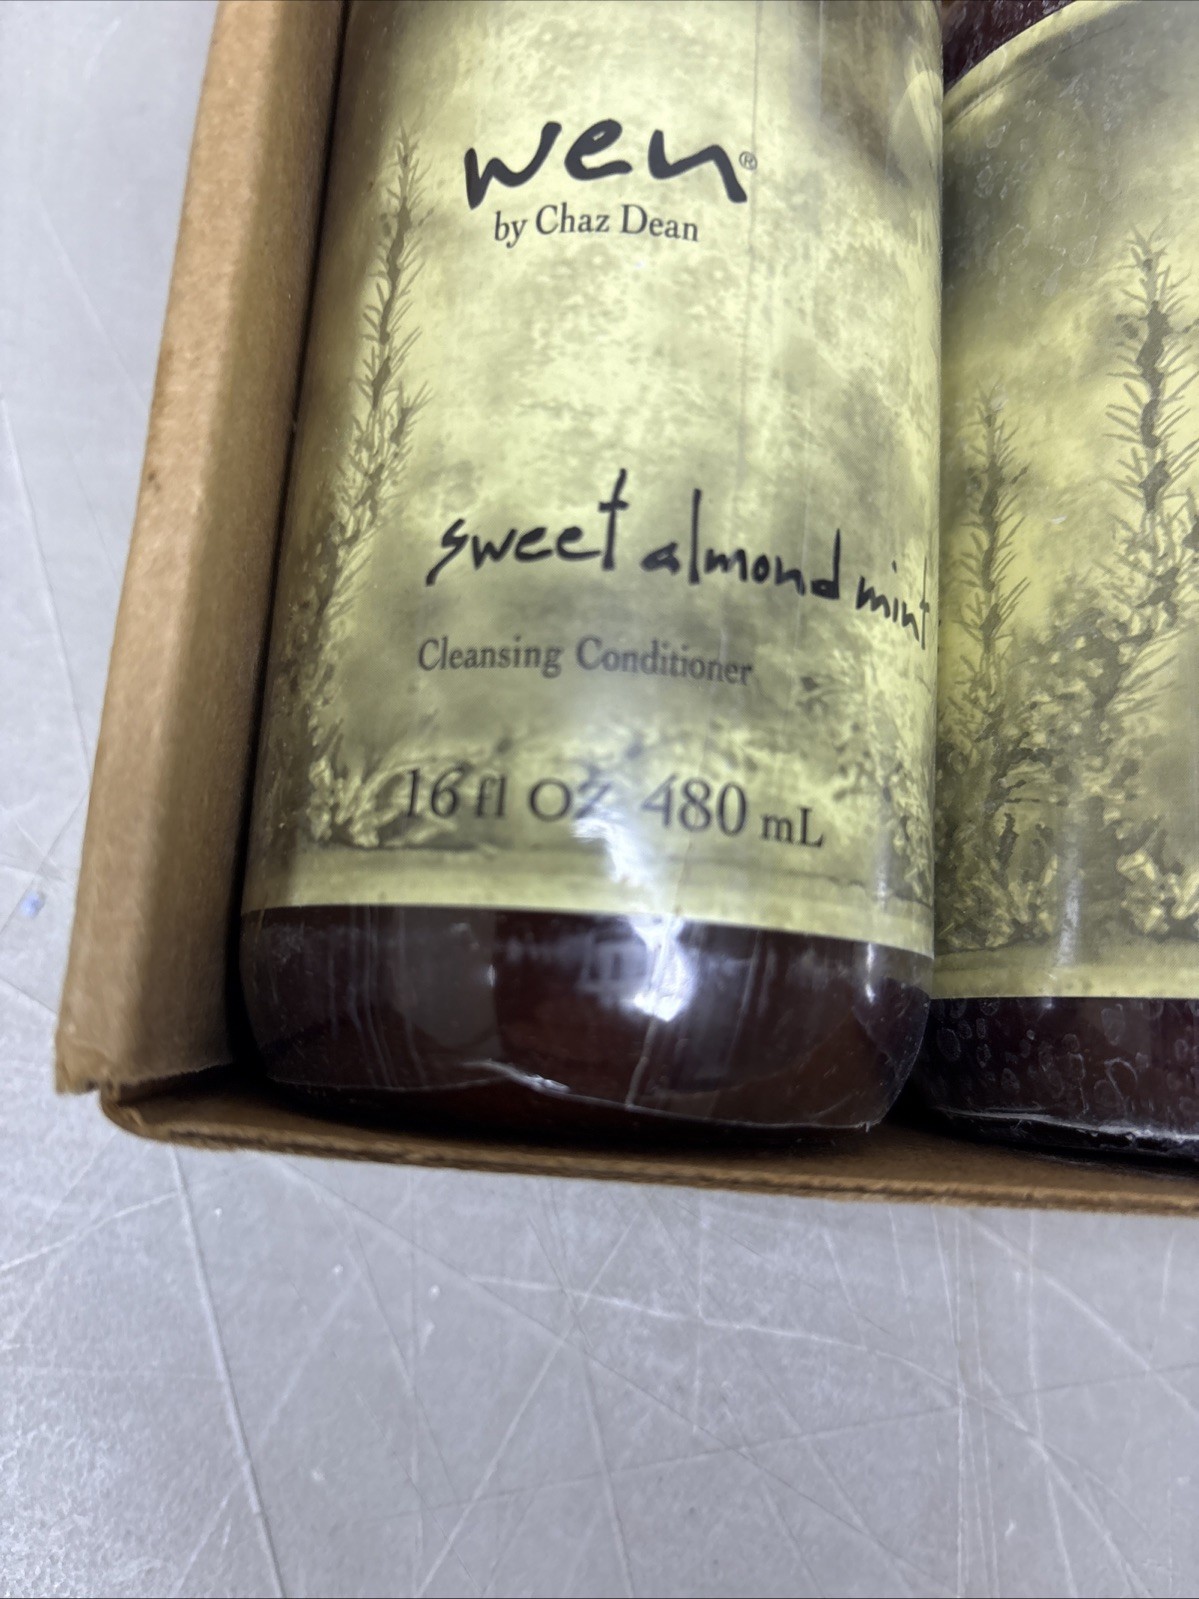 wen®
by Chaz Dean
sweet almond mint
Cleansing Conditioner
16 fl oz 480 mL